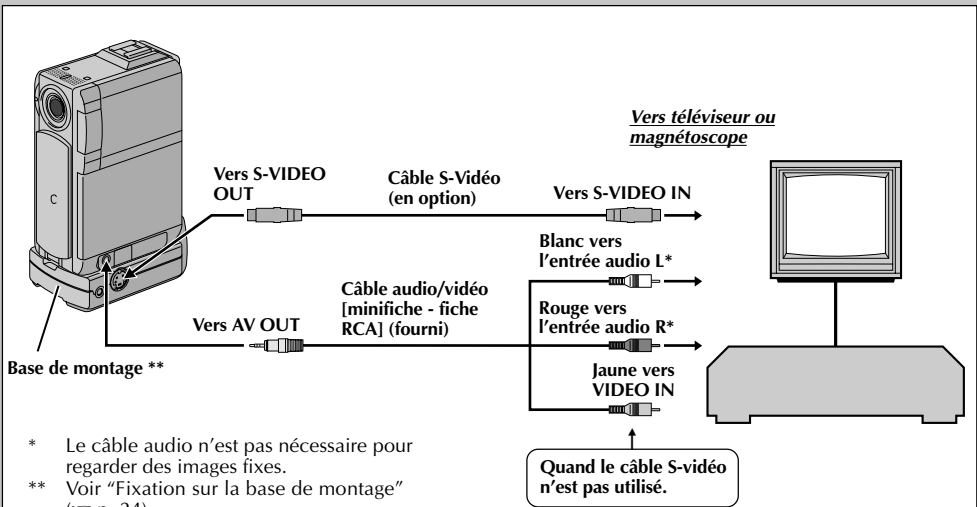 Vers téléviseur ou
magnétoscope
Vers S-VIDEO
OUT
Câble S-Vidéo
(en option)
Vers S-VIDEO IN
Blanc vers
l'entrée audio L*
Câble audio/vidéo
[minifiche - fiche
RCA] (fourni)
Rouge vers
l'entrée audio R*
Vers AV OUT
Jaune vers
VIDEO IN
Base de montage **
C
Quand le câble S-vidéo
n'est pas utilisé.
* Le câble audio n'est pas nécessaire pour
regarder des images fixes.
** Voir "Fixation sur la base de montage"